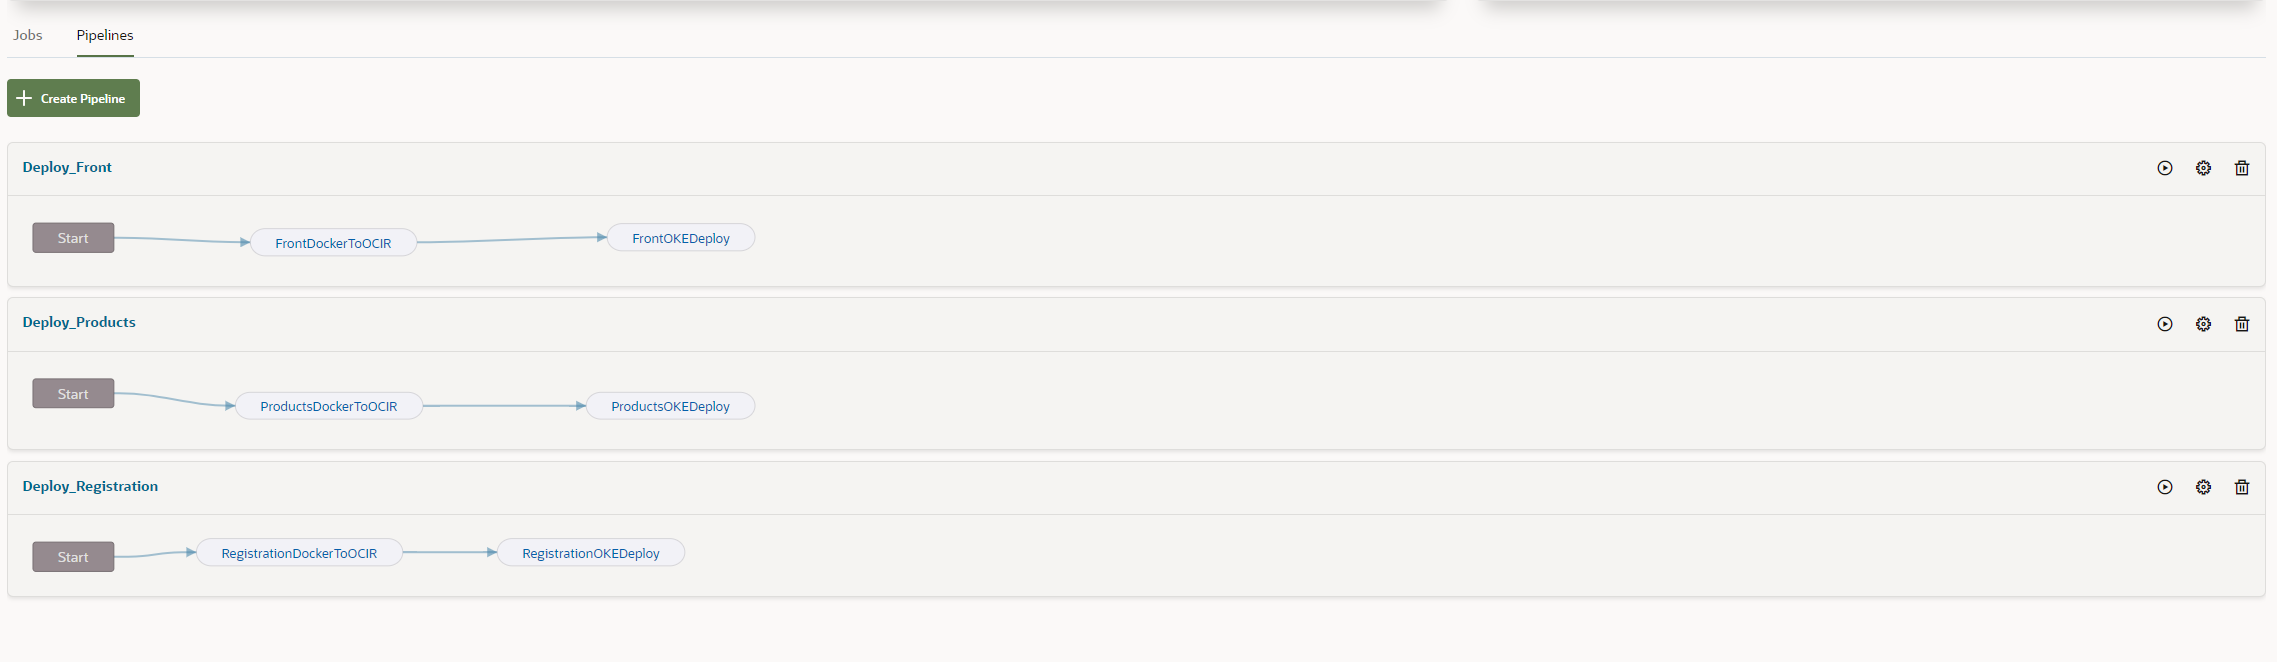 Jobs Pipelines
Create Pipeline
Deploy_Front
Start FrontDockerToOCIR FrontOKEDeploy
Deploy_Products
Start ProductsDockerToOCIR ProductsOKEDeploy
Deploy_Registration
Start RegistrationDockerToOCIR RegistrationOKEDeploy